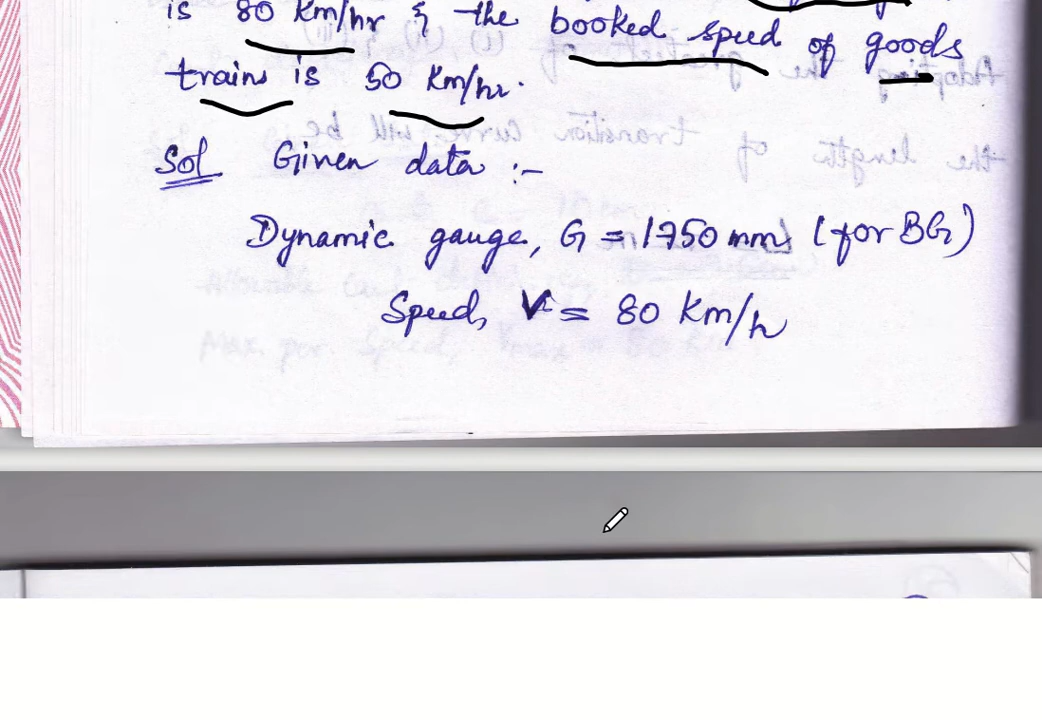 is 80 Km/hr & the booked speed of goods
trains is 50 Km/hr.
Sol Given data :-
Dynamic gauge, G = 1750 mm (for BG)
Speed, V = 80 Km/h